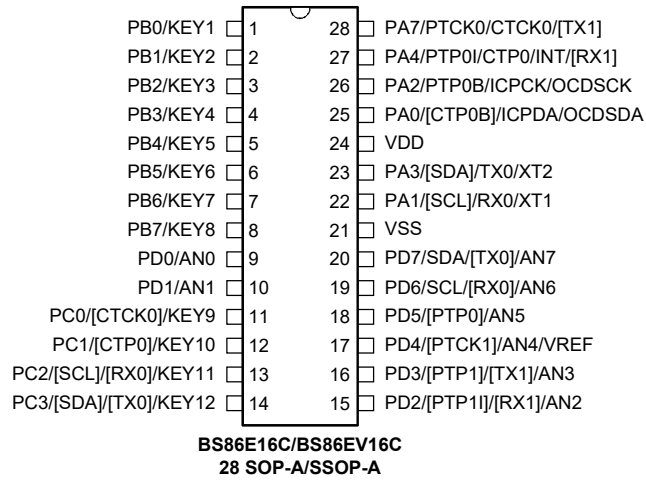 PB0/KEY1 1 28 PA7/PTCK0/CTCK0/[TX1]
PB1/KEY2 2 27 PA4/PTP0I/CTP0/INT/[RX1]
PB2/KEY3 3 26 PA2/PTP0B/ICPCK/OCDSCK
PB3/KEY4 4 25 PA0/[CTP0B]/ICPDA/OCDSDA
PB4/KEY5 5 24 VDD
PB5/KEY6 6 23 PA3/[SDA]/TX0/XT2
PB6/KEY7 7 22 PA1/[SCL]/RX0/XT1
PB7/KEY8 8 21 VSS
PD0/AN0 9 20 PD7/SDA/[TX0]/AN7
PD1/AN1 10 19 PD6/SCL/[RX0]/AN6
PC0/[CTCK0]/KEY9 11 18 PD5/[PTP0]/AN5
PC1/[CTP0]/KEY10 12 17 PD4/[PTCK1]/AN4/VREF
PC2/[SCL]/[RX0]/KEY11 13 16 PD3/[PTP1]/[TX1]/AN3
PC3/[SDA]/[TX0]/KEY12 14 15 PD2/[PTP1I]/[RX1]/AN2
BS86E16C/BS86EV16C
28 SOP-A/SSOP-A